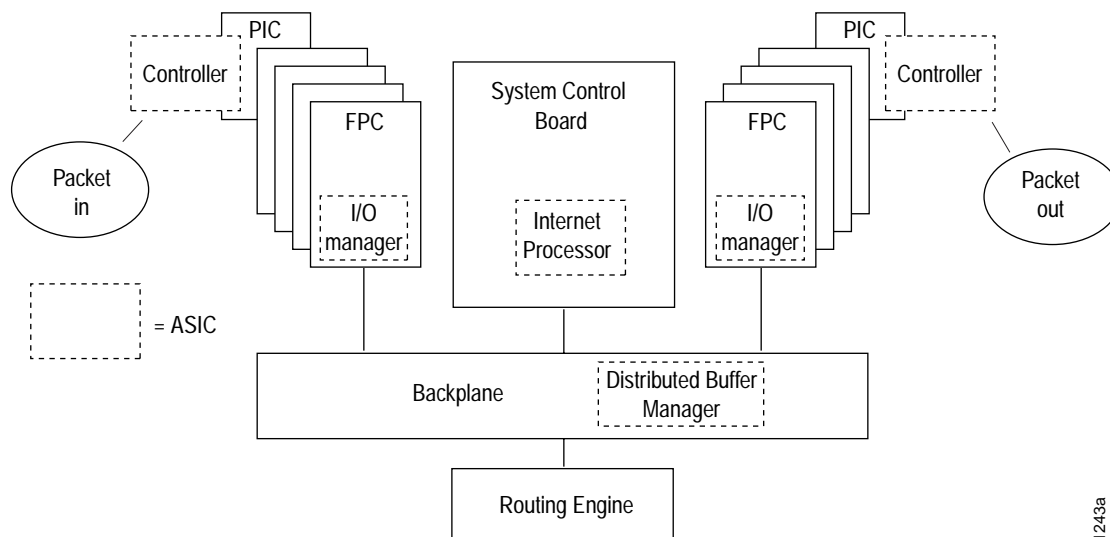 PIC
Controller
FPC
I/O
manager
Packet
in
System Control
Board
Internet
Processor
PIC
Controller
FPC
I/O
manager
Packet
out
= ASIC
Backplane
Distributed Buffer
Manager
Routing Engine
1243a